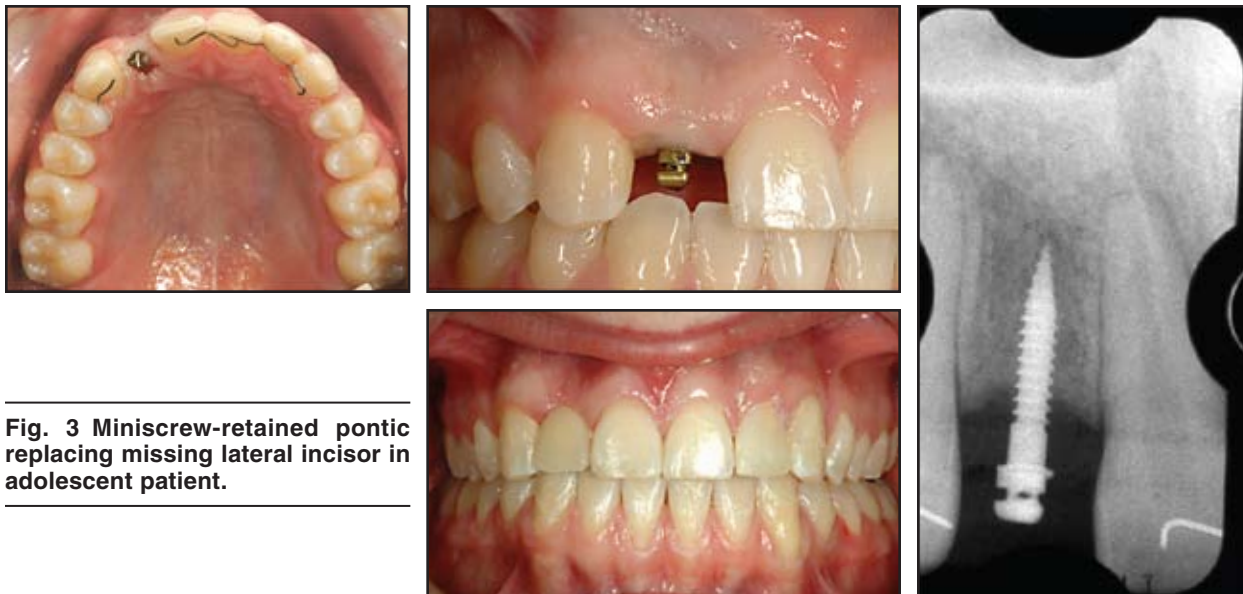 Fig. 3 Miniscrew-retained pontic
replacing missing lateral incisor in
adolescent patient.